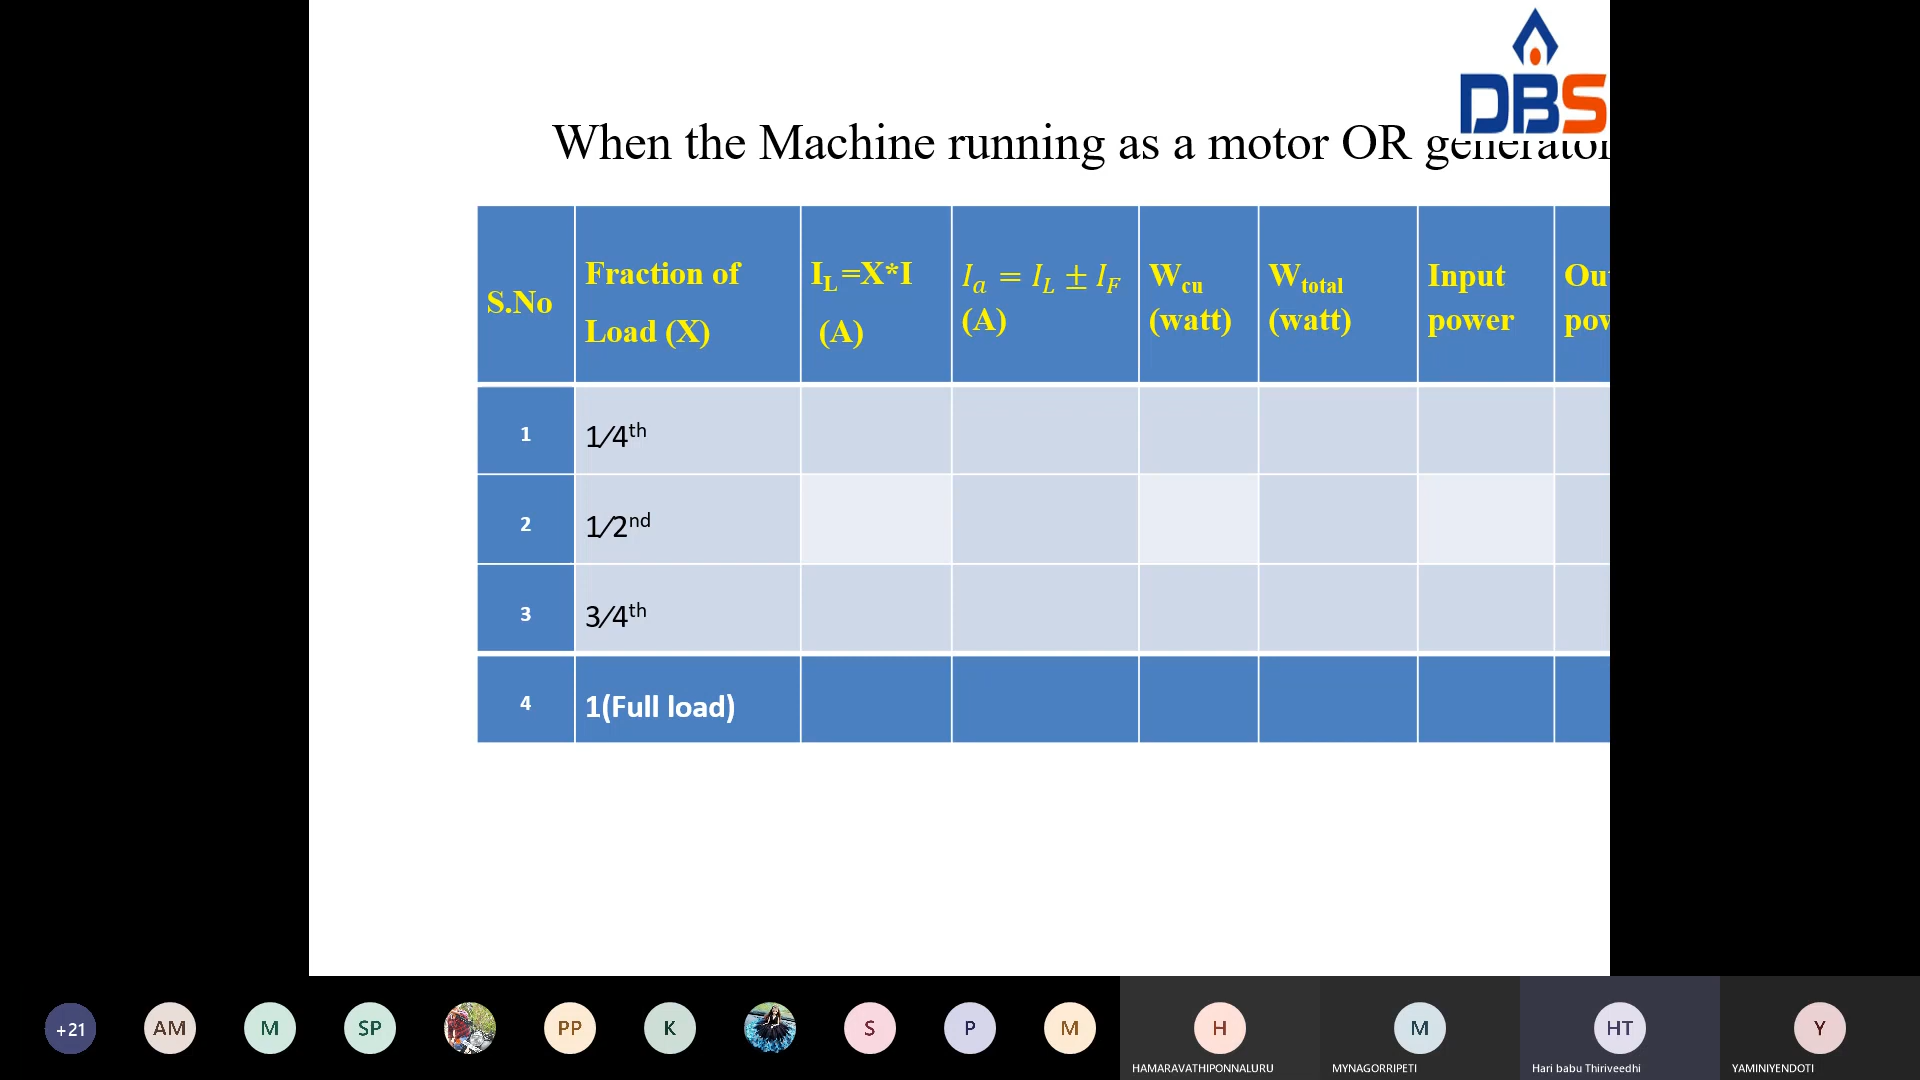 DBS
When the Machine running as a motor OR generator
S.No
Fraction of
Load (X)
I_L =X*I
(A)
I_a = I_L ± I_F
(A)
W_cu
(watt)
W_total
(watt)
Input
power
1
1/4th
2
1/2nd
3
3/4th
4
1(Full load)
+21
AM
M
SP
PP
K
S
P
M
H
HAMARAVATHIPONNALURU
M
MYNAGORRIPETI
HT
Hari babu Thiriveedhi
Y
YAMINIYENDOTI